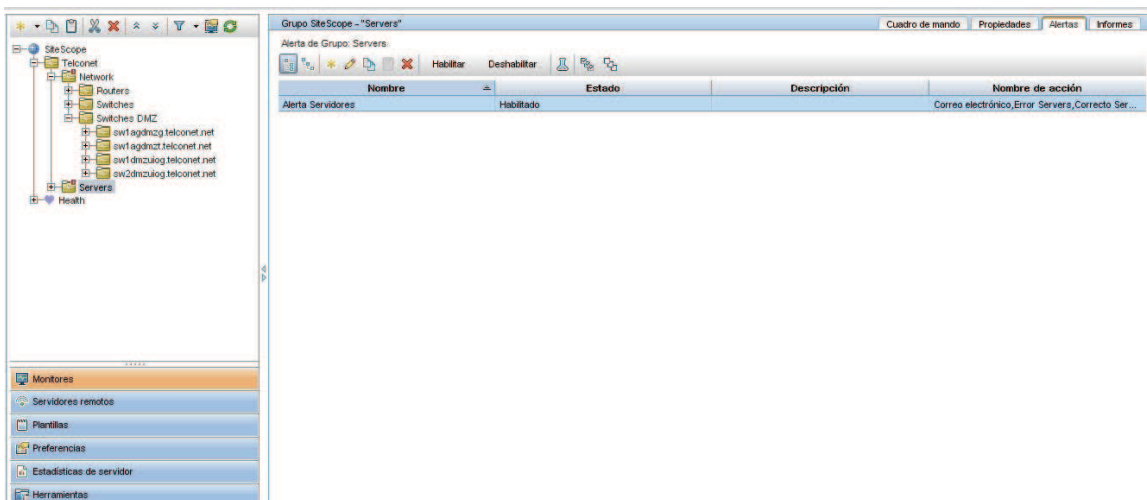 Grupo SiteScope - "Servers"
Cuadro de mando
Propiedades
Alertas
Informes
Alerta de Grupo: Servers
Habilitar
Deshabilitar
Nombre
Estado
Descripción
Nombre de acción
Alerta Servidores
Habilitado
Correo electrónico,Error Servers,Correcto Ser...
SiteScope
Telconet
Network
Routers
Switches
Switches DMZ
sw1agdmzg.telconet.net
sw1agdmzt.telconet.net
sw1dmzuiog.telconet.net
sw2dmzuiog.telconet.net
Servers
Health
Monitores
Servidores remotos
Plantillas
Preferencias
Estadísticas de servidor
Herramientas